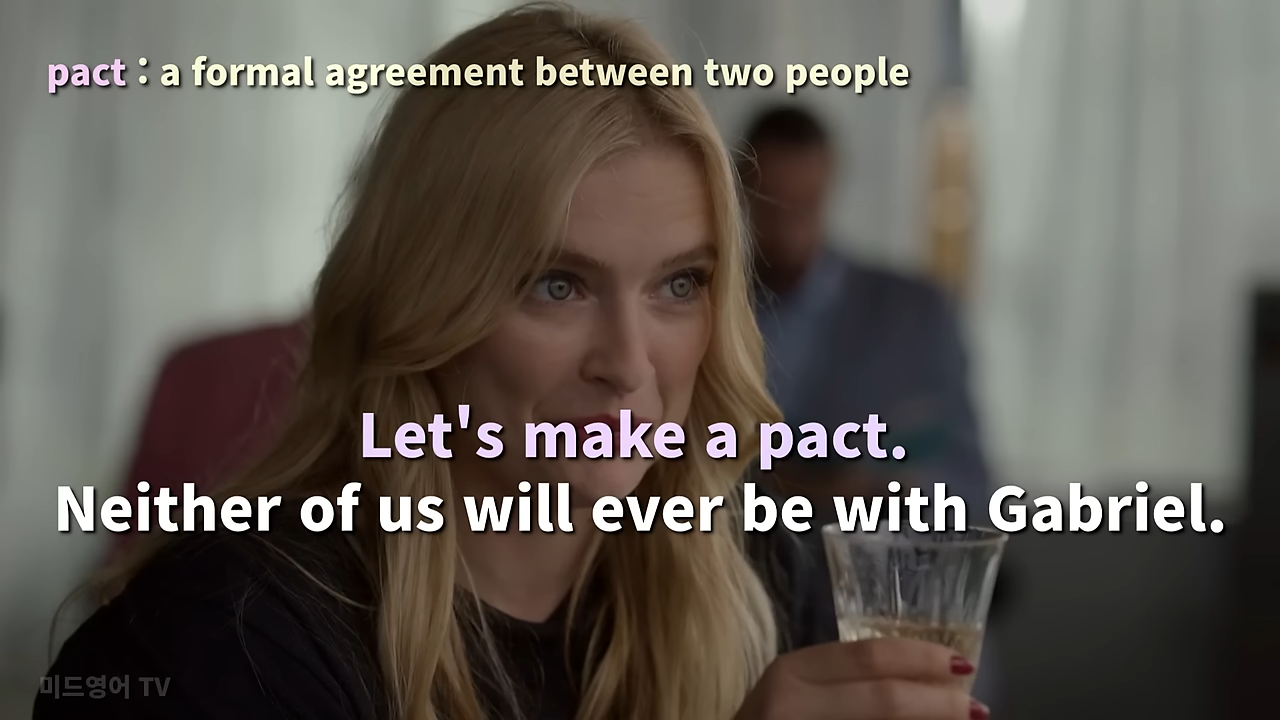 pact : a formal agreement between two people
Let's make a pact.
Neither of us will ever be with Gabriel.
미드영어 TV